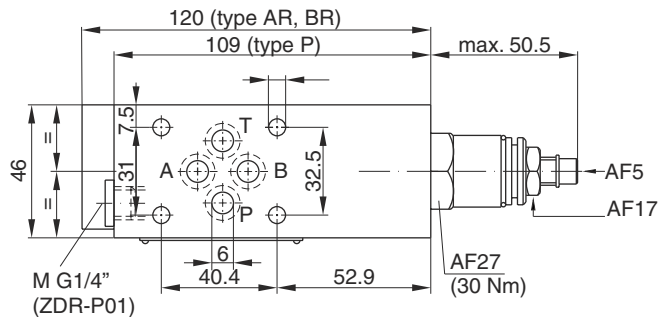 120 (type AR, BR)
109 (type P)
max. 50.5
7.5
T
=
46
31
A
B
32.5
AF5
=
P
AF17
6
M G1/4”
(ZDR-P01)
40.4
52.9
AF27
(30 Nm)